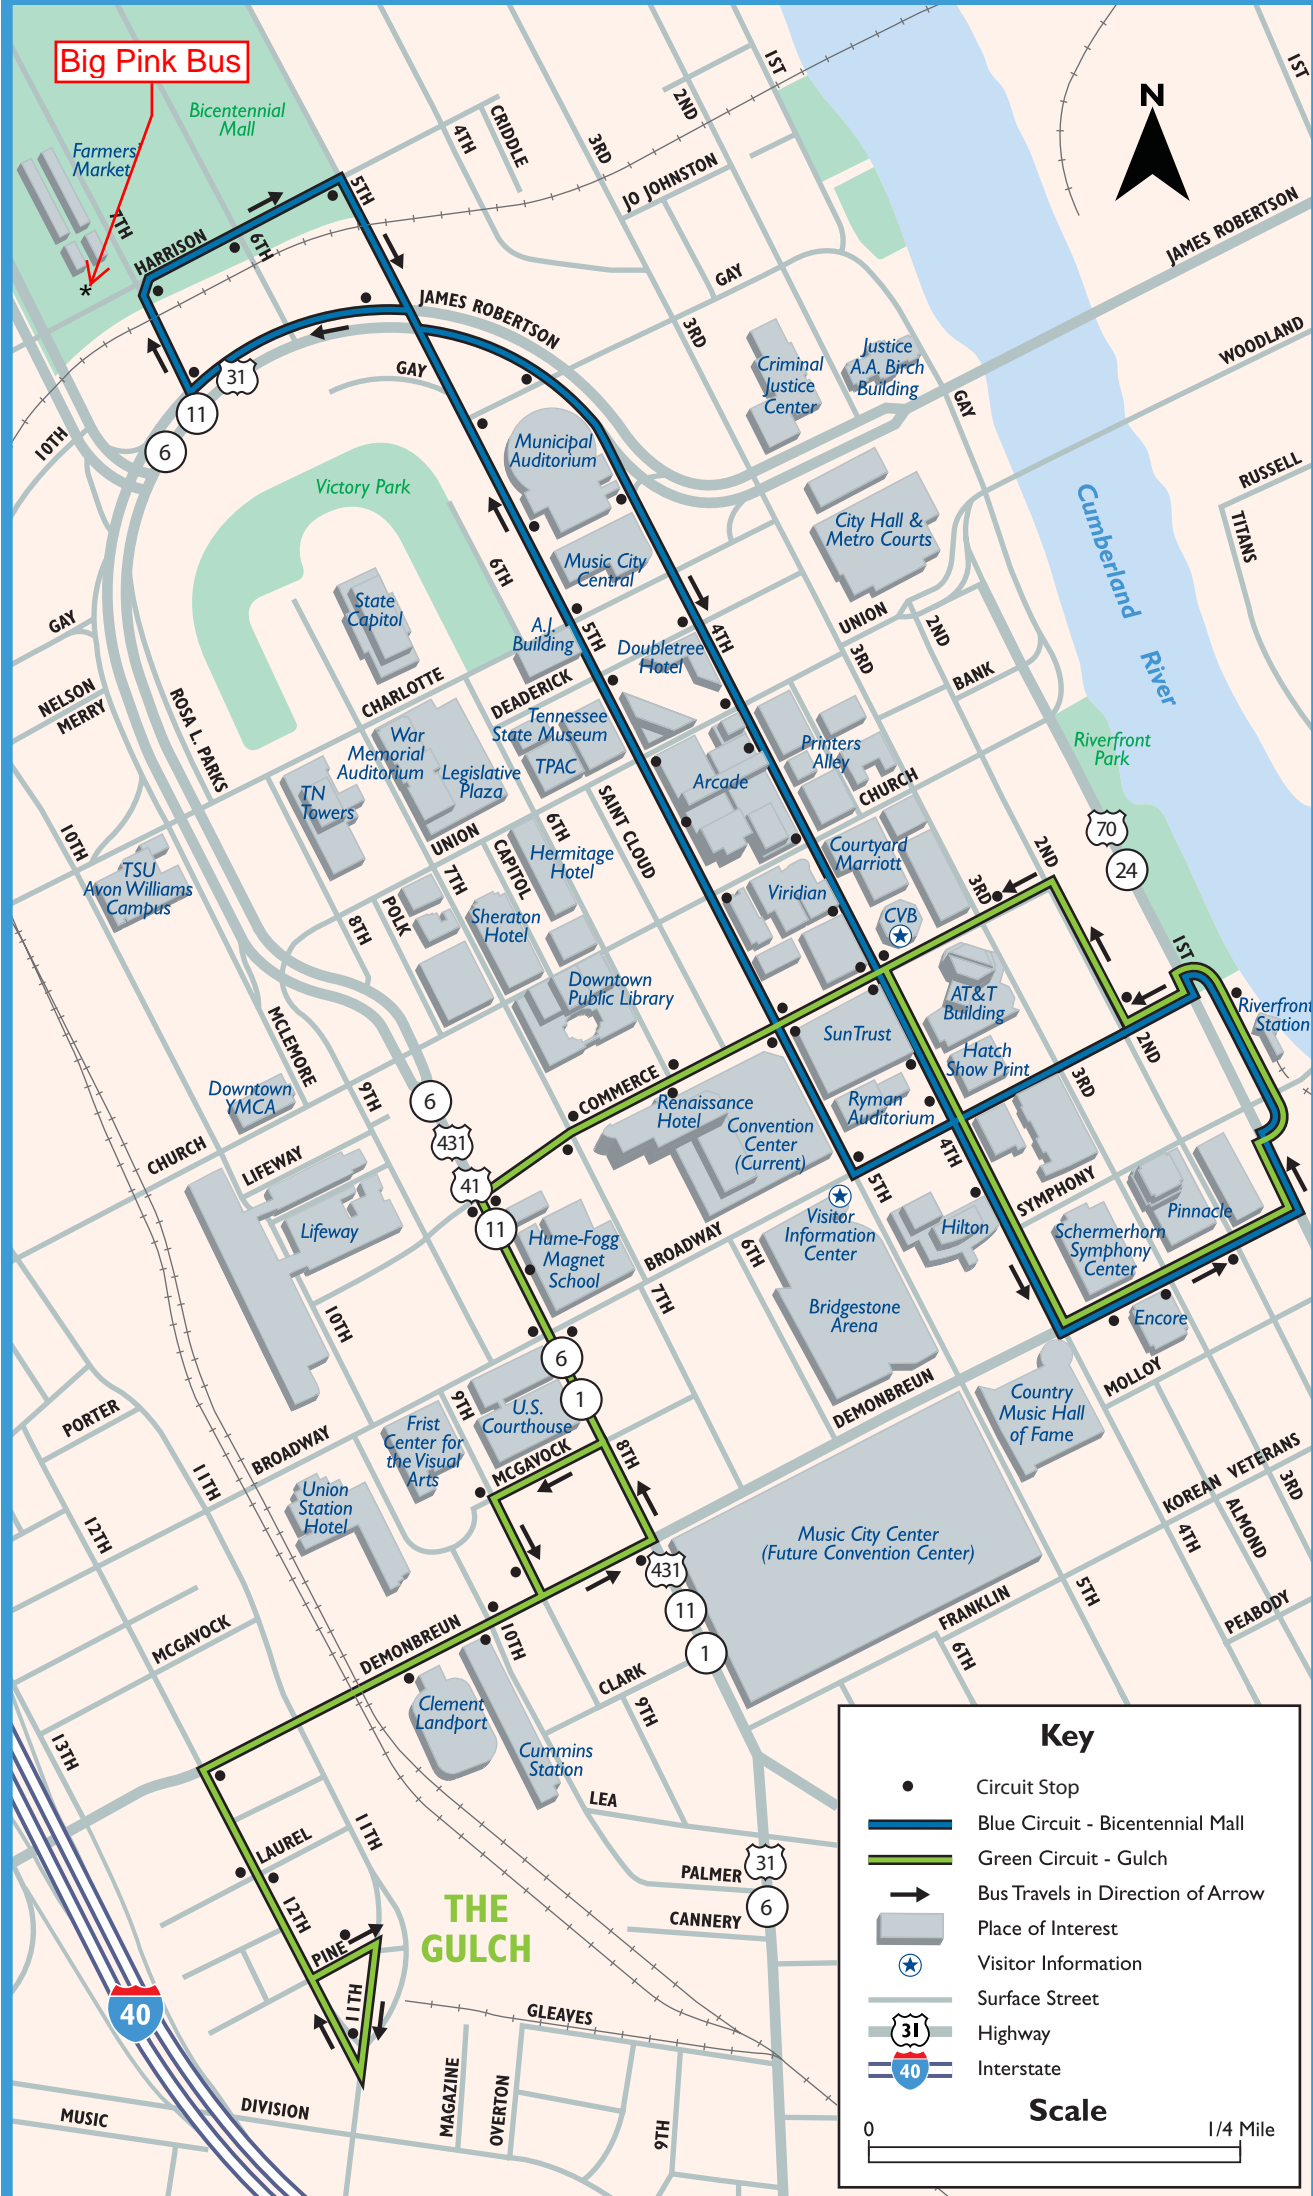 Big Pink Bus
Bicentennial
Mall
Farmers'
Market
7TH
*
HARRISON
6TH
5TH
4TH
CRIDDLE
3RD
2ND
1ST
1ST
JO JOHNSTON
N
JAMES ROBERTSON
GAY
JAMES ROBERTSON
3RD
WOODLAND
GAY
31
11
6
10TH
Criminal
Justice
Center
Justice
A.A. Birch
Building
GAY
Municipal
Auditorium
Victory Park
RUSSELL
TITANS
City Hall &
Metro Courts
Cumberland
River
Music City
Central
6TH
State
Capitol
A.J.
Building
5TH
Doubletree
Hotel
4TH
UNION
2ND
3RD
BANK
GAY
NELSON
MERRY
ROSA L. PARKS
CHARLOTTE
DEADERICK
Tennessee
State Museum
TPAC
War
Memorial
Auditorium
Legislative
Plaza
TN
Towers
Arcade
Printers
Alley
CHURCH
Riverfront
Park
70
24
SAINT CLOUD
UNION
6TH
CAPITOL
7TH
Hermitage
Hotel
Courtyard
Marriott
Viridian
10TH
TSU
Avon Williams
Campus
8TH
POLK
Sheraton
Hotel
CVB
3RD
2ND
1ST
Downtown
Public Library
AT&T
Building
SunTrust
Hatch
Show Print
Riverfront
Station
2ND
3RD
MCLEMORE
9TH
Downtown
YMCA
COMMERCE
Renaissance
Hotel
Convention
Center
(Current)
Ryman
Auditorium
6
431
41
11
CHURCH
LIFEWAY
Lifeway
4TH
5TH
SYMPHONY
Pinnacle
Visitor
Information
Center
Hilton
Schermerhorn
Symphony
Center
Hume-Fogg
Magnet
School
BROADWAY
6TH
7TH
Bridgestone
Arena
Encore
10TH
6
1
MOLLOY
DEMONBREUN
Country
Music Hall
of Fame
PORTER
BROADWAY
9TH
Frist
Center for
the Visual
Arts
U.S.
Courthouse
MCGAVOCK
8TH
11TH
Union
Station
Hotel
12TH
Music City Center
(Future Convention Center)
KOREAN VETERANS
3RD
ALMOND
4TH
431
11
1
5TH
FRANKLIN
6TH
PEABODY
MCGAVOCK
DEMONBREUN
10TH
CLARK
9TH
Clement
Landport
Cummins
Station
13TH
LEA
11TH
LAUREL
12TH
PINE
11TH
THE
GULCH
PALMER
CANNERY
31
6
40
GLEAVES
MAGAZINE
OVERTON
9TH
MUSIC
DIVISION
Key
Circuit Stop
Blue Circuit - Bicentennial Mall
Green Circuit - Gulch
Bus Travels in Direction of Arrow
Place of Interest
Visitor Information
Surface Street
31 Highway
40 Interstate
Scale
0 1/4 Mile